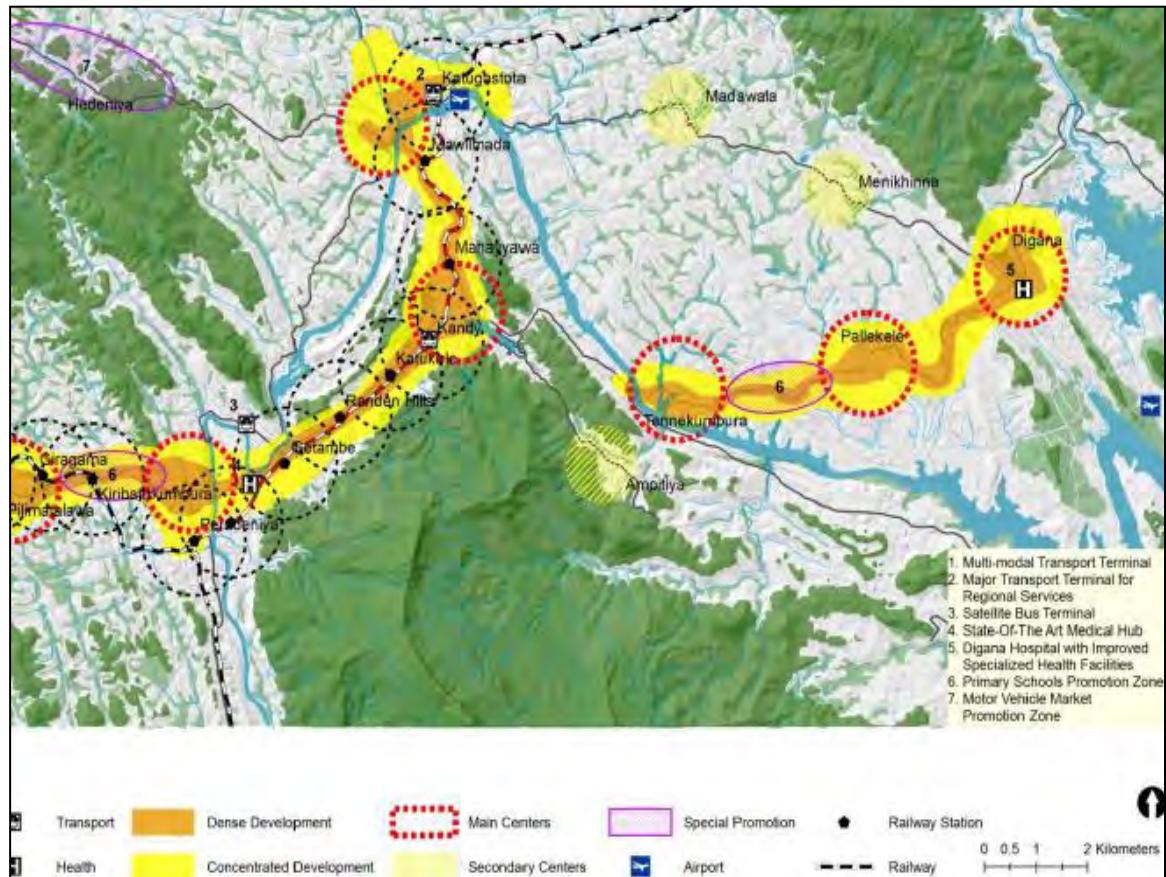 7
Hedeniya
2
Katugastota
Madawala
Mawilmada
Menikhinna
Mahaiyawa
Digana
5
H
Kandy
Pallekele
6
Randen Hills
Tennekumbura
3
Getambe
4
H
Giragama
6
Ampitiya
Peradeniya
1. Multi-modal Transport Terminal
2. Major Transport Terminal for
Regional Services
3. Satellite Bus Terminal
4. State-Of-The Art Medical Hub
5. Digana Hospital with Improved
Specialized Health Facilities
6. Primary Schools Promotion Zone
7. Motor Vehicle Market
Promotion Zone
Transport
Dense Development
Main Centers
Special Promotion
Railway Station
0 0.5 1 2 Kilometers
H
Health
Concentrated Development
Secondary Centers
Airport
Railway